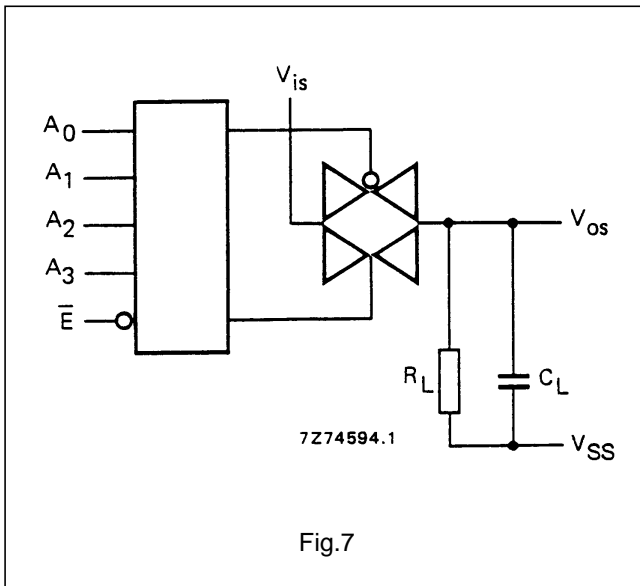 V_is
A_0
A_1
A_2
A_3
E̅
V_os
R_L
C_L
7Z74594.1
V_SS
Fig.7